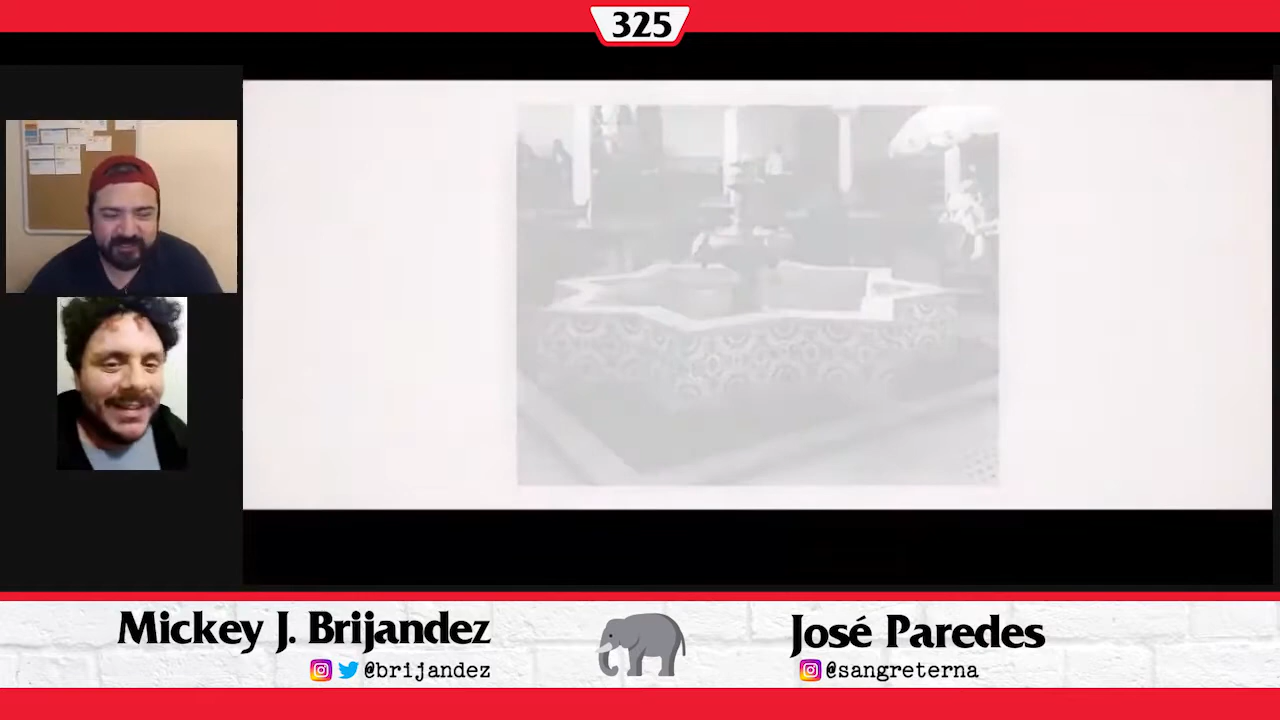 325
Mickey J. Brijandez
@brijandez
José Paredes
@sangreterna